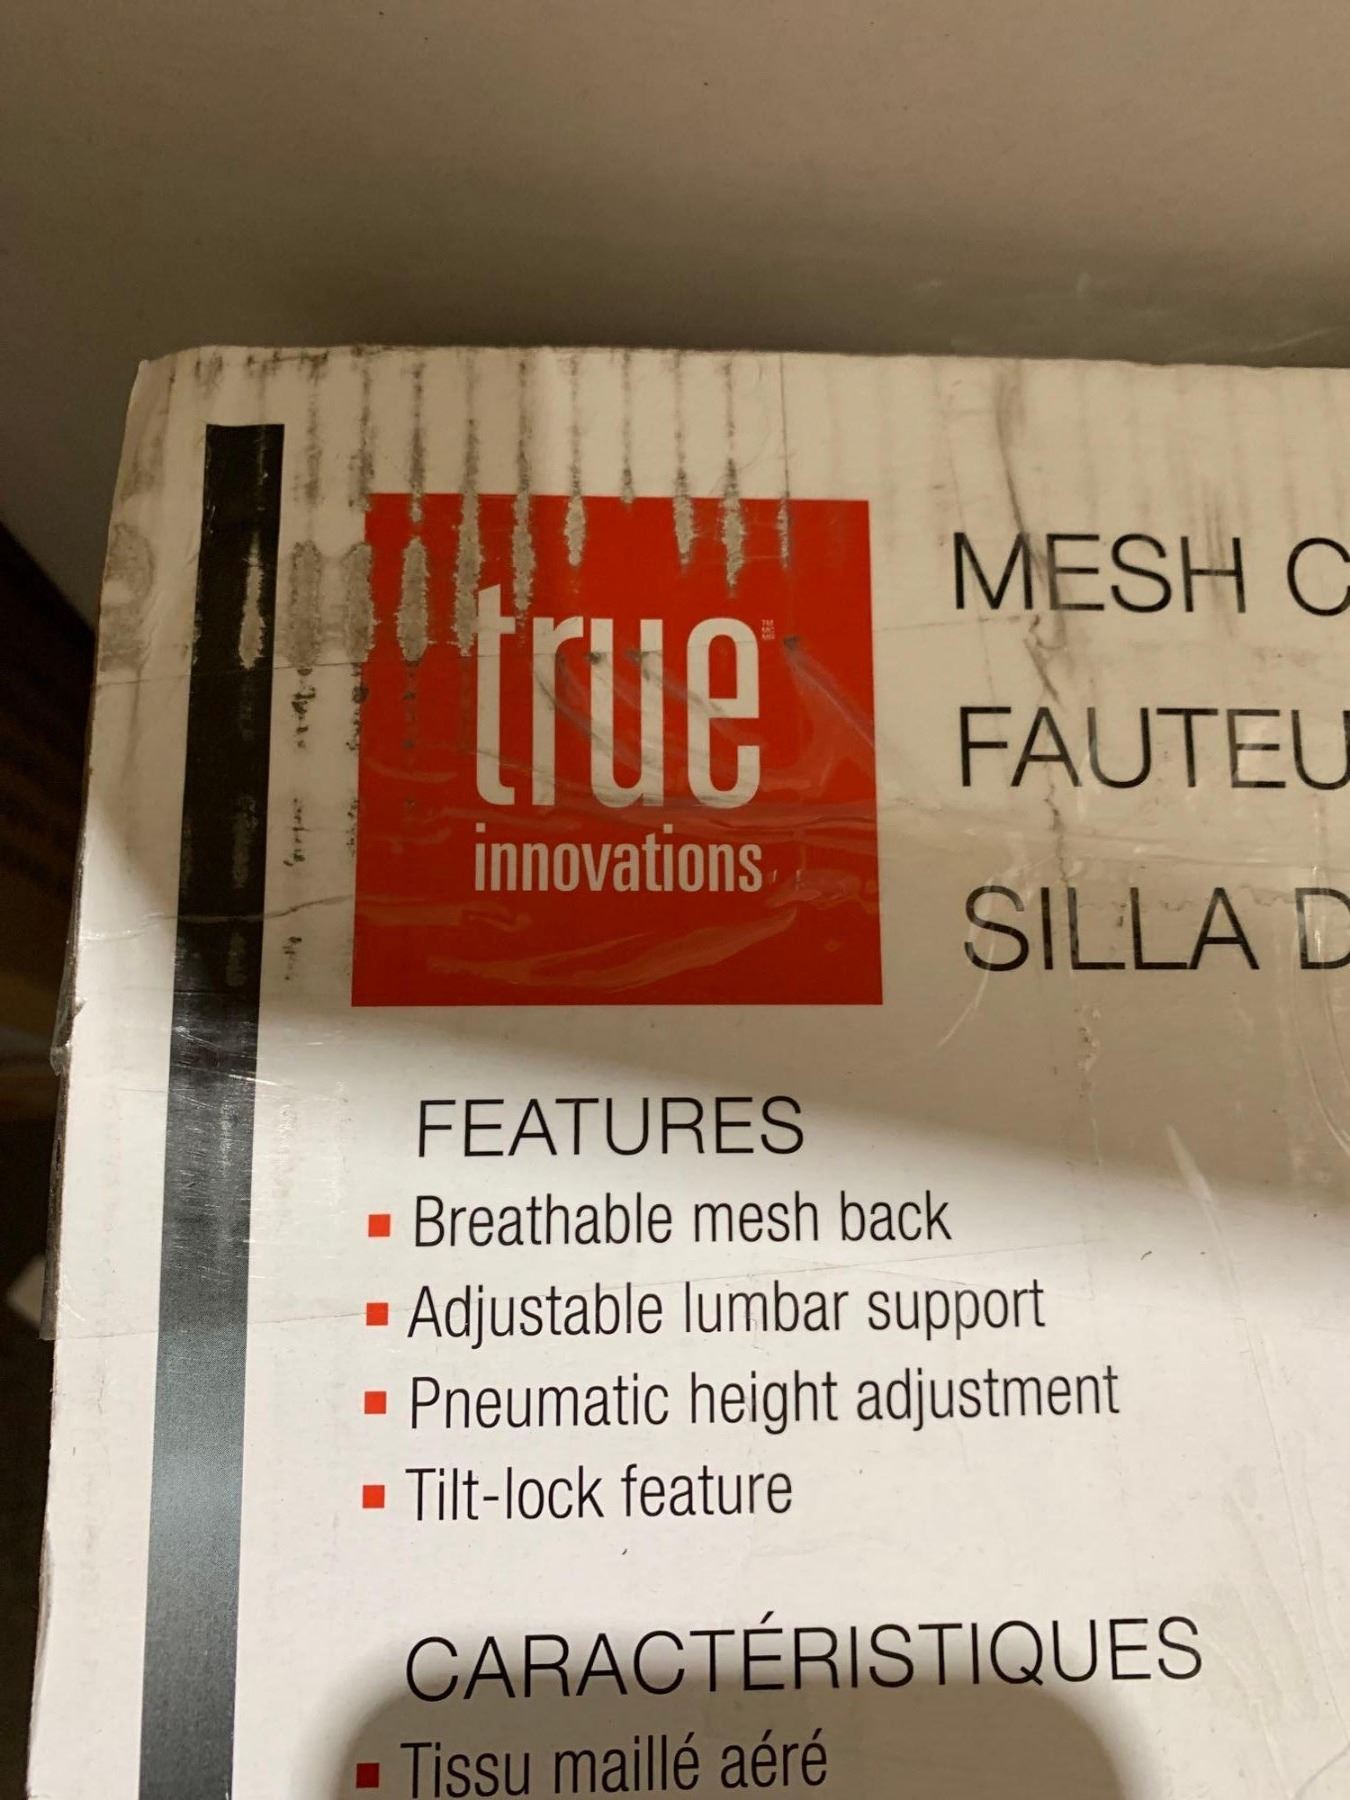 true
innovations
MESH C
FAUTEU
SILLA D
FEATURES
Breathable mesh back
Adjustable lumbar support
Pneumatic height adjustment
Tilt-lock feature
CARACTÉRISTIQUES
Tissu maillé aéré